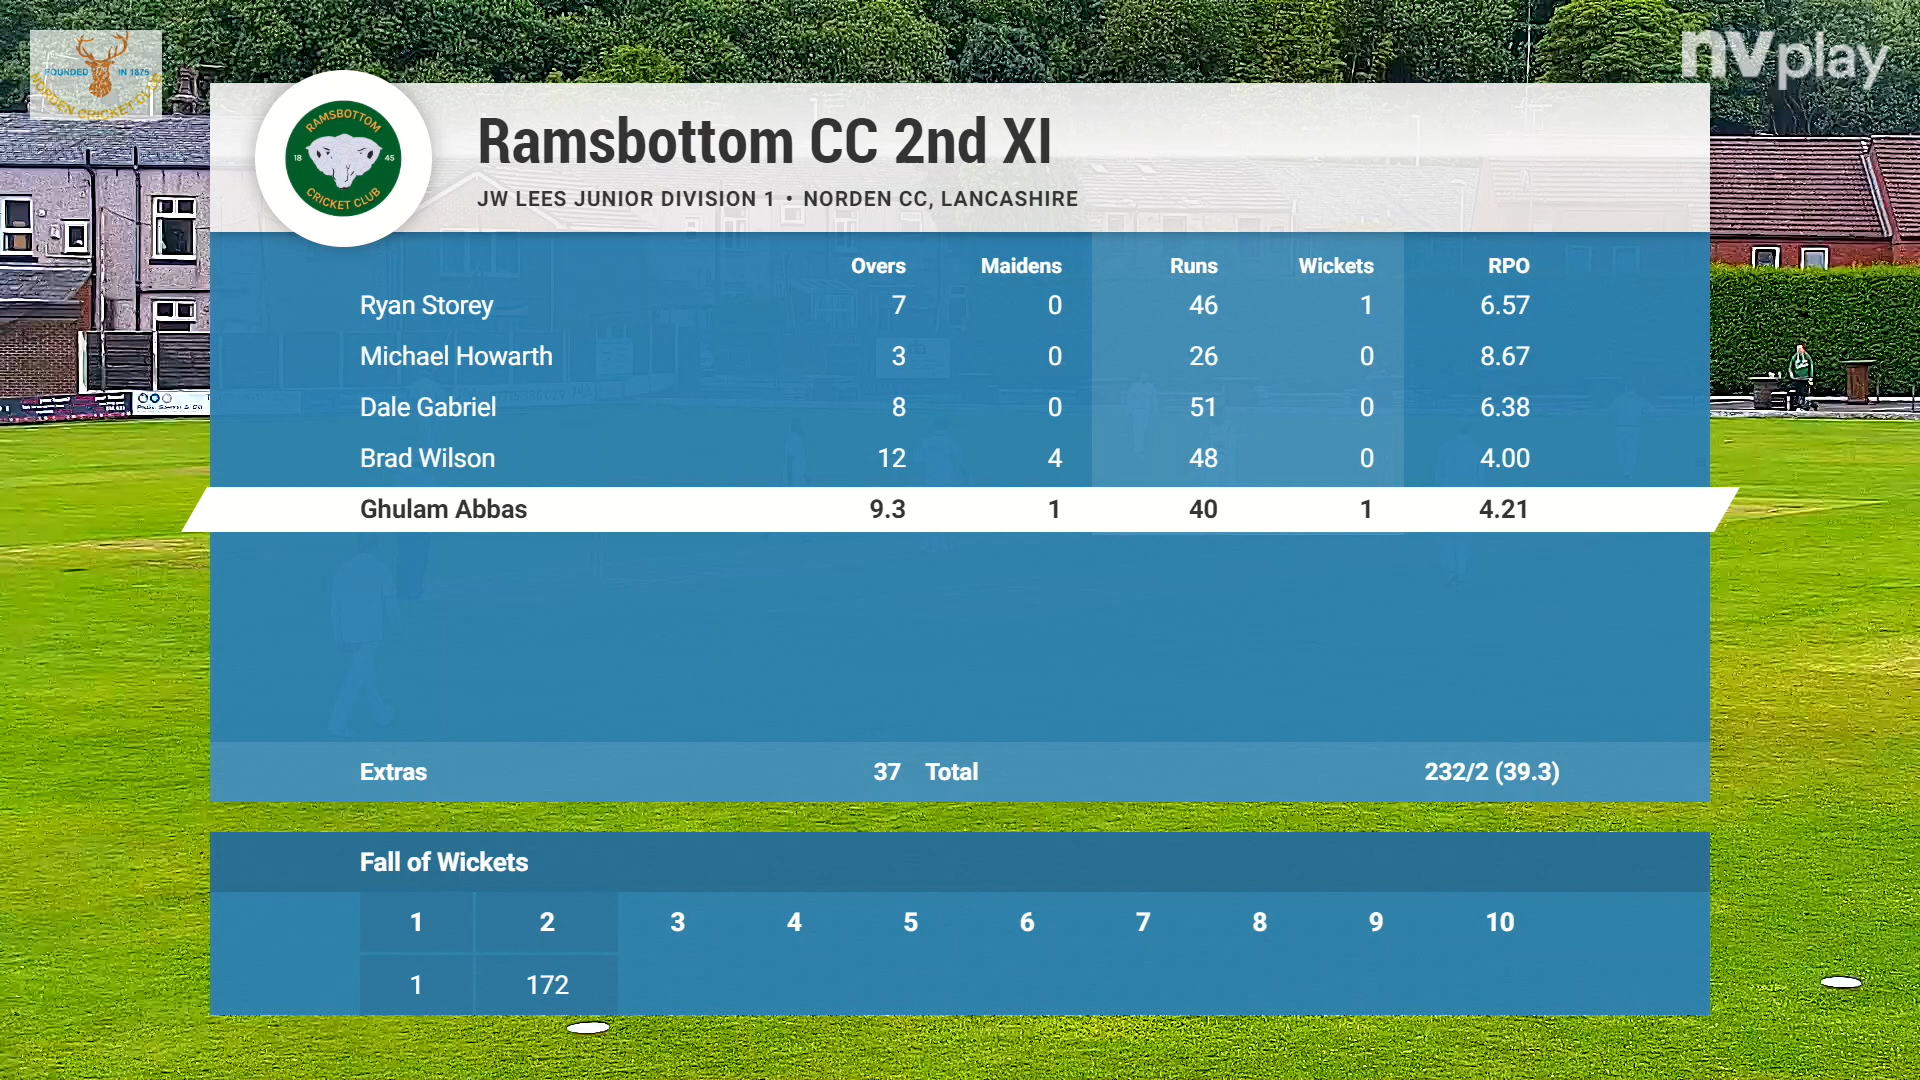 FOUNDED IN 1875
NORDEN CRICKET CLUB
nvplay
RAMSBOTTOM
18 45
CRICKET CLUB
Ramsbottom CC 2nd XI
JW LEES JUNIOR DIVISION 1 • NORDEN CC, LANCASHIRE
Overs Maidens Runs Wickets RPO
Ryan Storey 7 0 46 1 6.57
Michael Howarth 3 0 26 0 8.67
Dale Gabriel 8 0 51 0 6.38
Brad Wilson 12 4 48 0 4.00
Ghulam Abbas 9.3 1 40 1 4.21
Extras 37 Total 232/2 (39.3)
Fall of Wickets
1 2 3 4 5 6 7 8 9 10
1 172